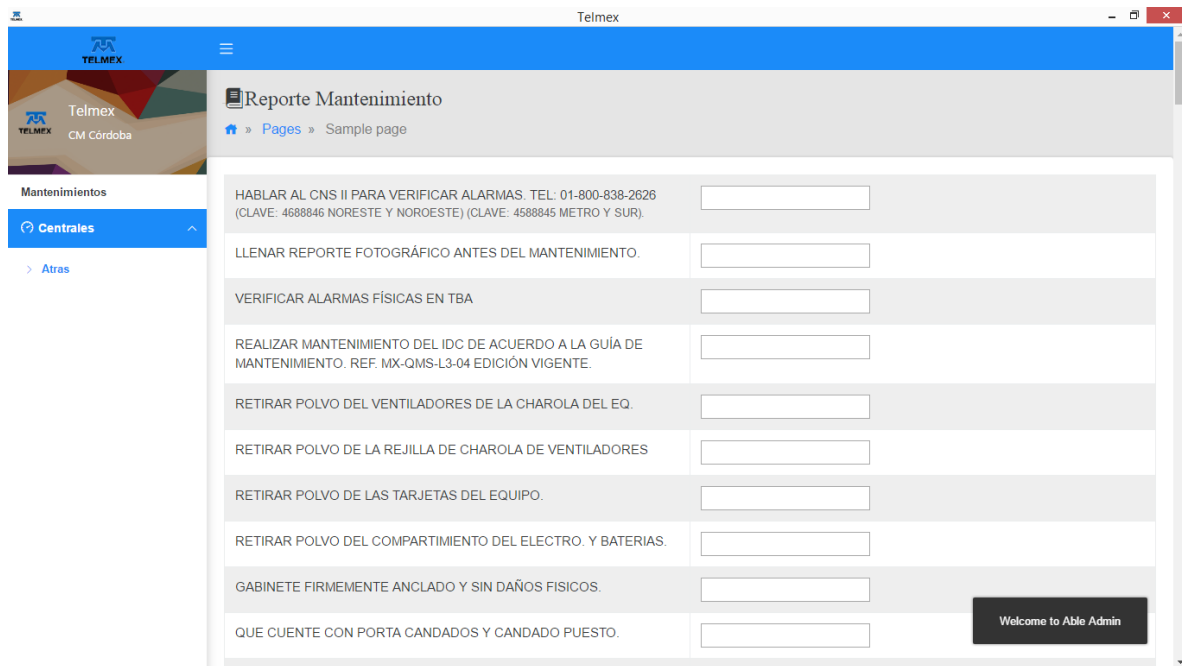 Telmex
TELMEX
Reporte Mantenimiento
» Pages » Sample page
TELMEX
Telmex
CM Córdoba
Mantenimientos
Centrales
Atras
HABLAR AL CNS II PARA VERIFICAR ALARMAS. TEL: 01-800-838-2626
(CLAVE: 4688846 NORESTE Y NOROESTE) (CLAVE: 4588845 METRO Y SUR).
LLENAR REPORTE FOTOGRÁFICO ANTES DEL MANTENIMIENTO.
VERIFICAR ALARMAS FÍSICAS EN TBA
REALIZAR MANTENIMIENTO DEL IDC DE ACUERDO A LA GUÍA DE
MANTENIMIENTO. REF. MX-QMS-L3-04 EDICIÓN VIGENTE.
RETIRAR POLVO DEL VENTILADORES DE LA CHAROLA DEL EQ.
RETIRAR POLVO DE LA REJILLA DE CHAROLA DE VENTILADORES
RETIRAR POLVO DE LAS TARJETAS DEL EQUIPO.
RETIRAR POLVO DEL COMPARTIMIENTO DEL ELECTRO. Y BATERIAS.
GABINETE FIRMEMENTE ANCLADO Y SIN DAÑOS FISICOS.
QUE CUENTE CON PORTA CANDADOS Y CANDADO PUESTO.
Welcome to Able Admin